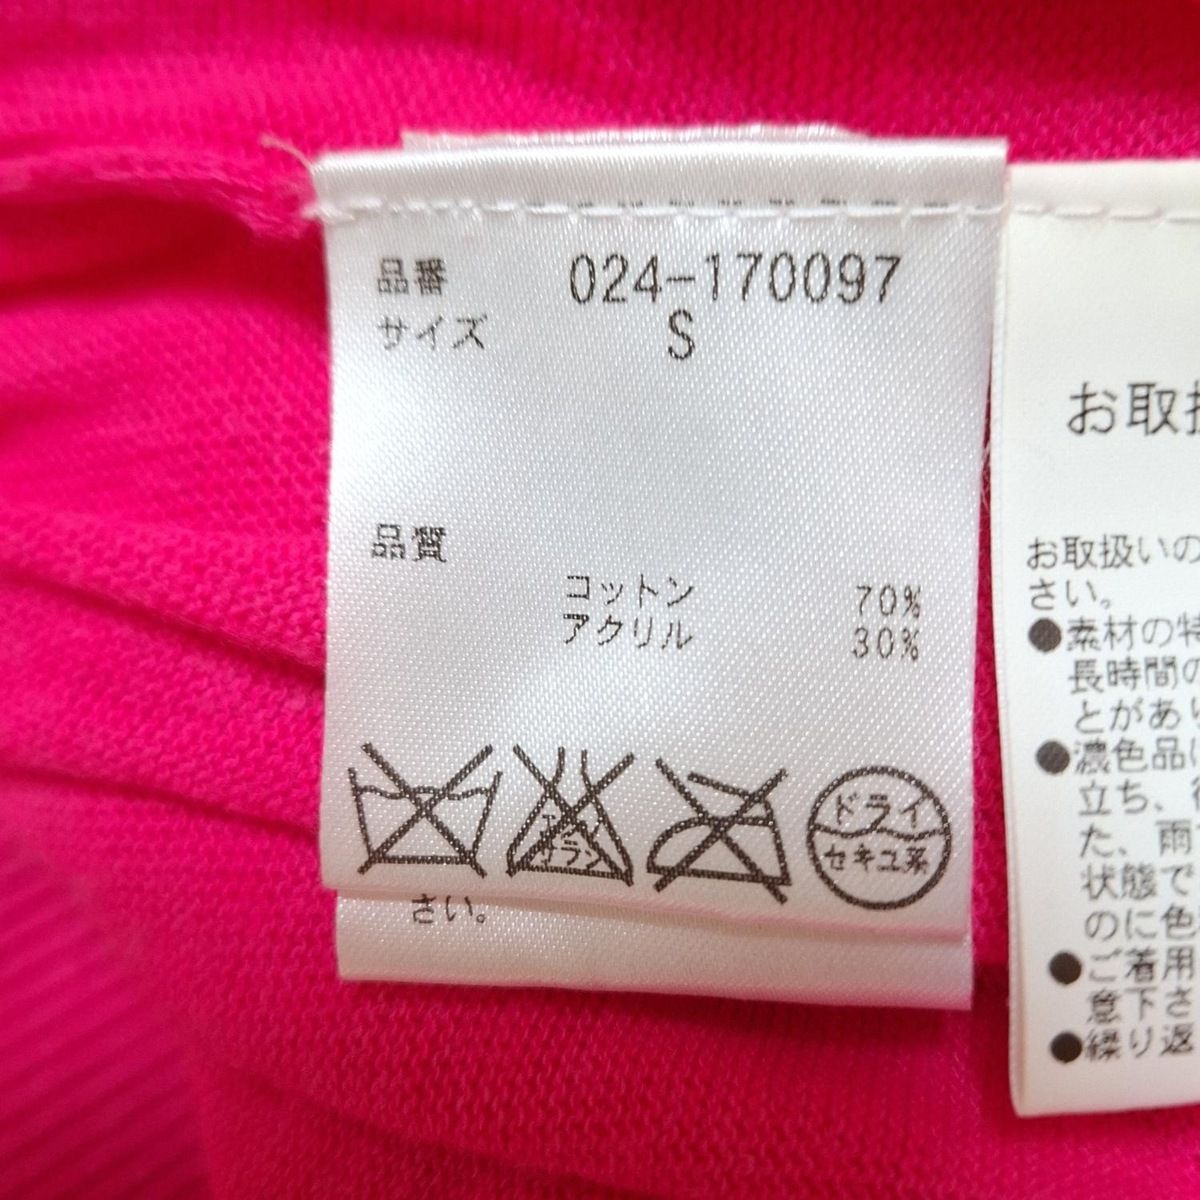 品番 024-170097
サイズ S
品質
コットン 70%
アクリル 30%
ドライ
セキユ系
さい。
お取扱
お取扱いの
さい。
●素材の特
長時間の
とがあり
●濃色品に
立ち、
た、雨
状態で
のに色
●ご着用
意下さ
●繰り返